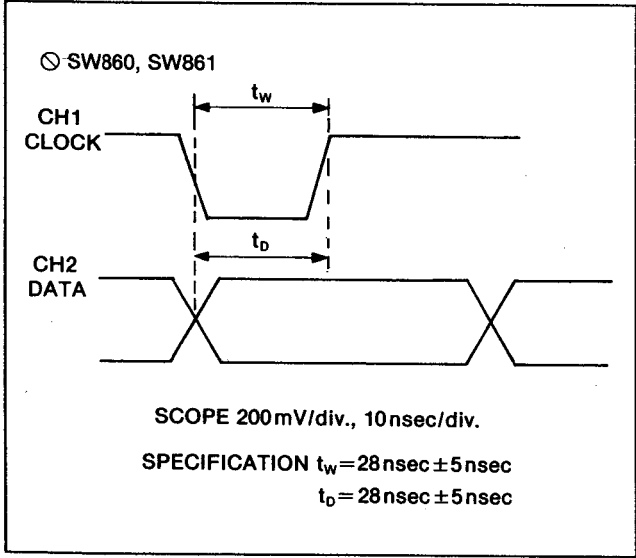 ⦸ SW860, SW861
tW
CH1
CLOCK
tD
CH2
DATA
SCOPE 200mV/div., 10nsec/div.
SPECIFICATION tW=28nsec±5nsec
tD=28nsec±5nsec